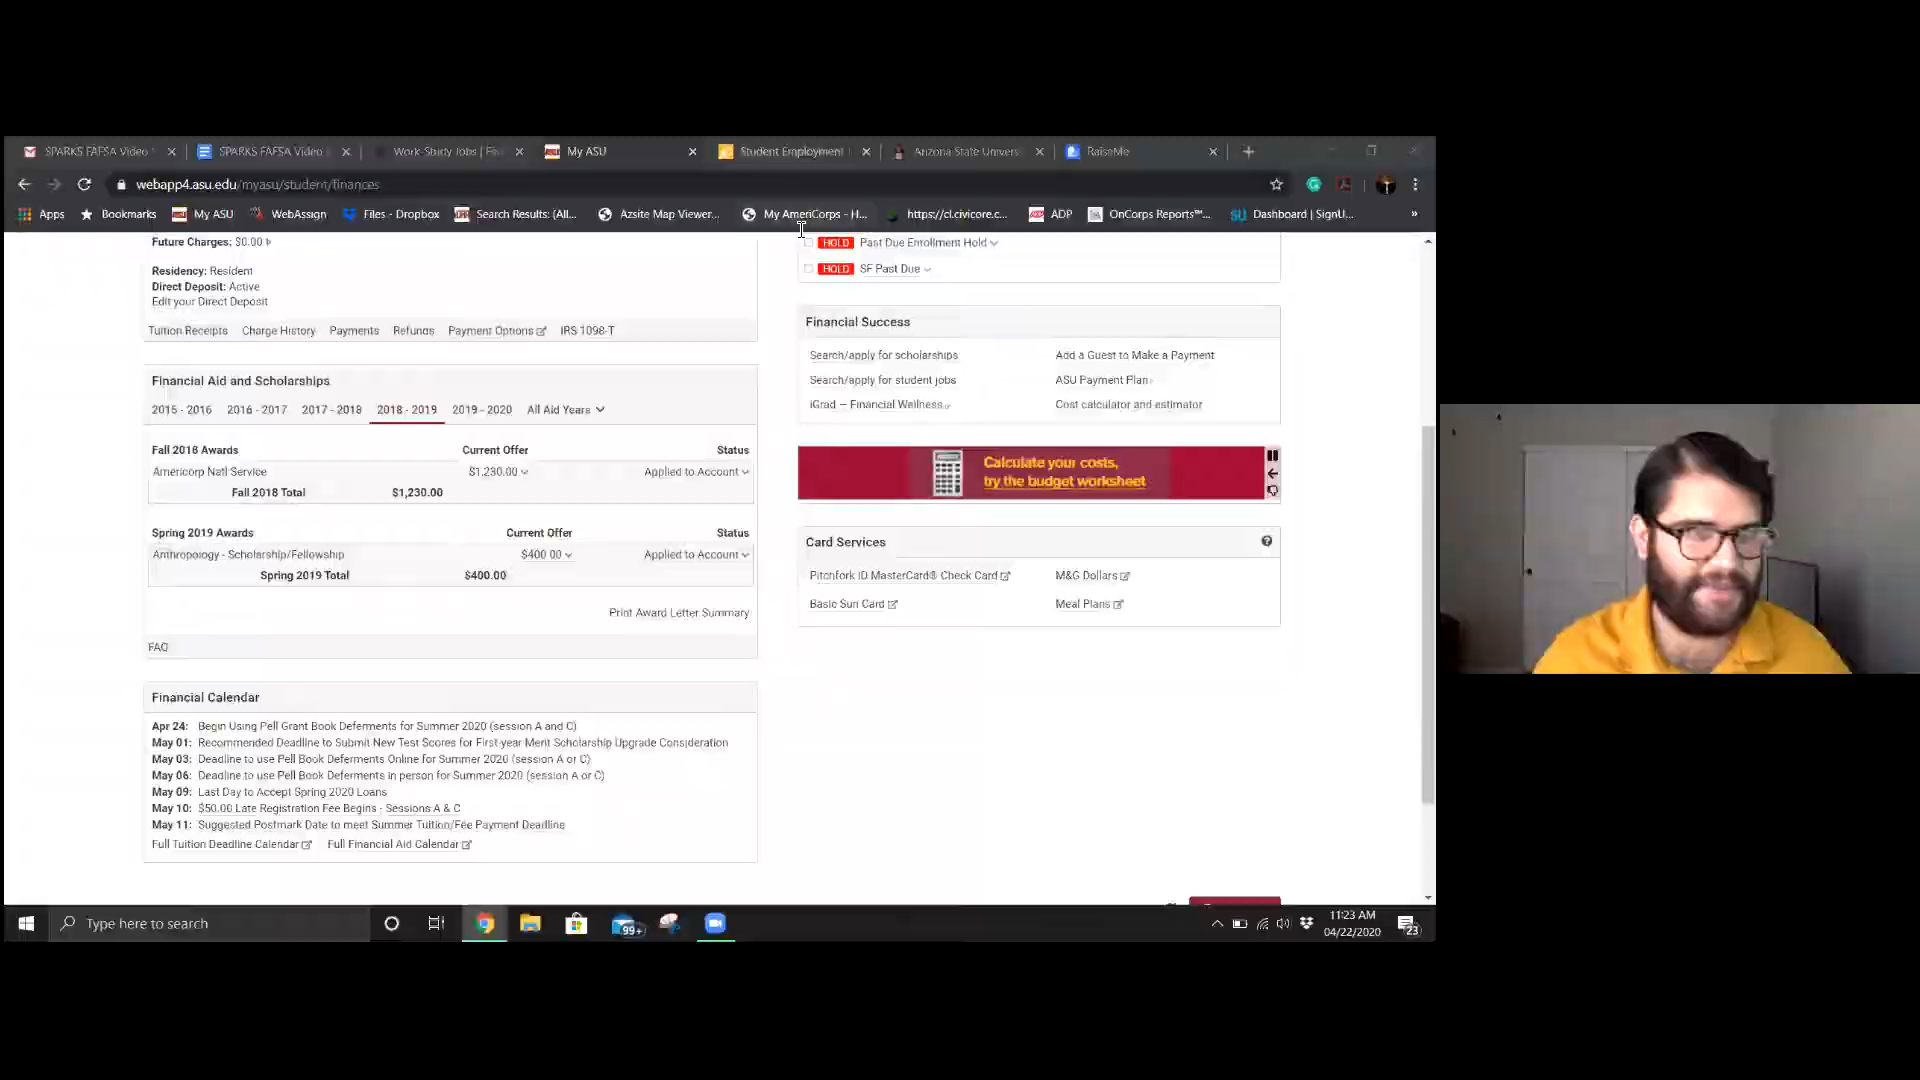 SPARKS FAFSA Video
SPARKS FAFSA Video
Work-Study Jobs | Fe
My ASU
Student Employment
Arizona State Univers
RaiseMe
webapp4.asu.edu/myasu/student/finances
Apps
Bookmarks
My ASU
WebAssign
Files - Dropbox
Search Results: (All...
Azsite Map Viewer...
My AmeriCorps - H...
https://cl.civicore.c...
ADP
OnCorps Reports™...
Dashboard | SignU...
»
Future Charges: $0.00
Residency: Resident
Direct Deposit: Active
Edit your Direct Deposit
Tuition Receipts Charge History Payments Refunds Payment Options IRS 1098-T
HOLD Past Due Enrollment Hold
HOLD SF Past Due
Financial Aid and Scholarships
2015 - 2016 2016 - 2017 2017 - 2018 2018 - 2019 2019 - 2020 All Aid Years
Fall 2018 Awards Current Offer Status
Americorp Natl Service $1,230.00 Applied to Account
Fall 2018 Total $1,230.00
Spring 2019 Awards Current Offer Status
Anthropology - Scholarship/Fellowship $400.00 Applied to Account
Spring 2019 Total $400.00
Print Award Letter Summary
FAQ
Financial Success
Search/apply for scholarships Add a Guest to Make a Payment
Search/apply for student jobs ASU Payment Plan
iGrad – Financial Wellness Cost calculator and estimator
Calculate your costs,
try the budget worksheet
Card Services
Pitchfork ID MasterCard® Check Card M&G Dollars
Basic Sun Card Meal Plans
Financial Calendar
Apr 24: Begin Using Pell Grant Book Deferments for Summer 2020 (session A and C)
May 01: Recommended Deadline to Submit New Test Scores for First-year Merit Scholarship Upgrade Consideration
May 03: Deadline to use Pell Book Deferments Online for Summer 2020 (session A or C)
May 06: Deadline to use Pell Book Deferments in person for Summer 2020 (session A or C)
May 09: Last Day to Accept Spring 2020 Loans
May 10: $50.00 Late Registration Fee Begins - Sessions A & C
May 11: Suggested Postmark Date to meet Summer Tuition/Fee Payment Deadline
Full Tuition Deadline Calendar Full Financial Aid Calendar
Type here to search
99+
11:23 AM
04/22/2020
23